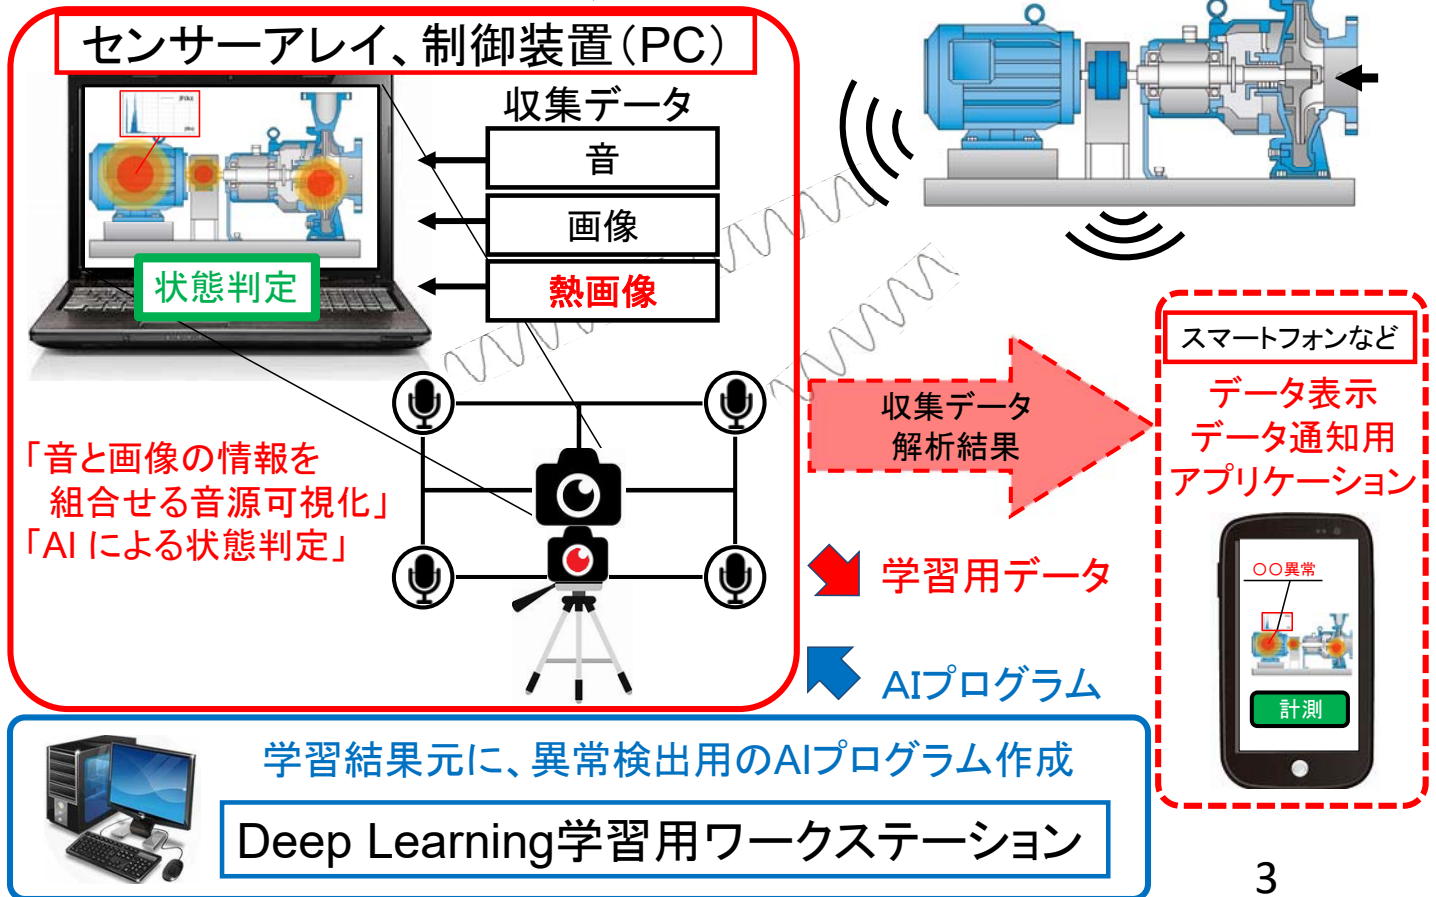 センサーアレイ、制御装置(PC)
収集データ
音
画像
熱画像
状態判定
「音と画像の情報を
組合せる音源可視化」
「AI による状態判定」
収集データ
解析結果
学習用データ
AIプログラム
スマートフォンなど
データ表示
データ通知用
アプリケーション
〇〇異常
計測
学習結果元に、異常検出用のAIプログラム作成
Deep Learning学習用ワークステーション
3